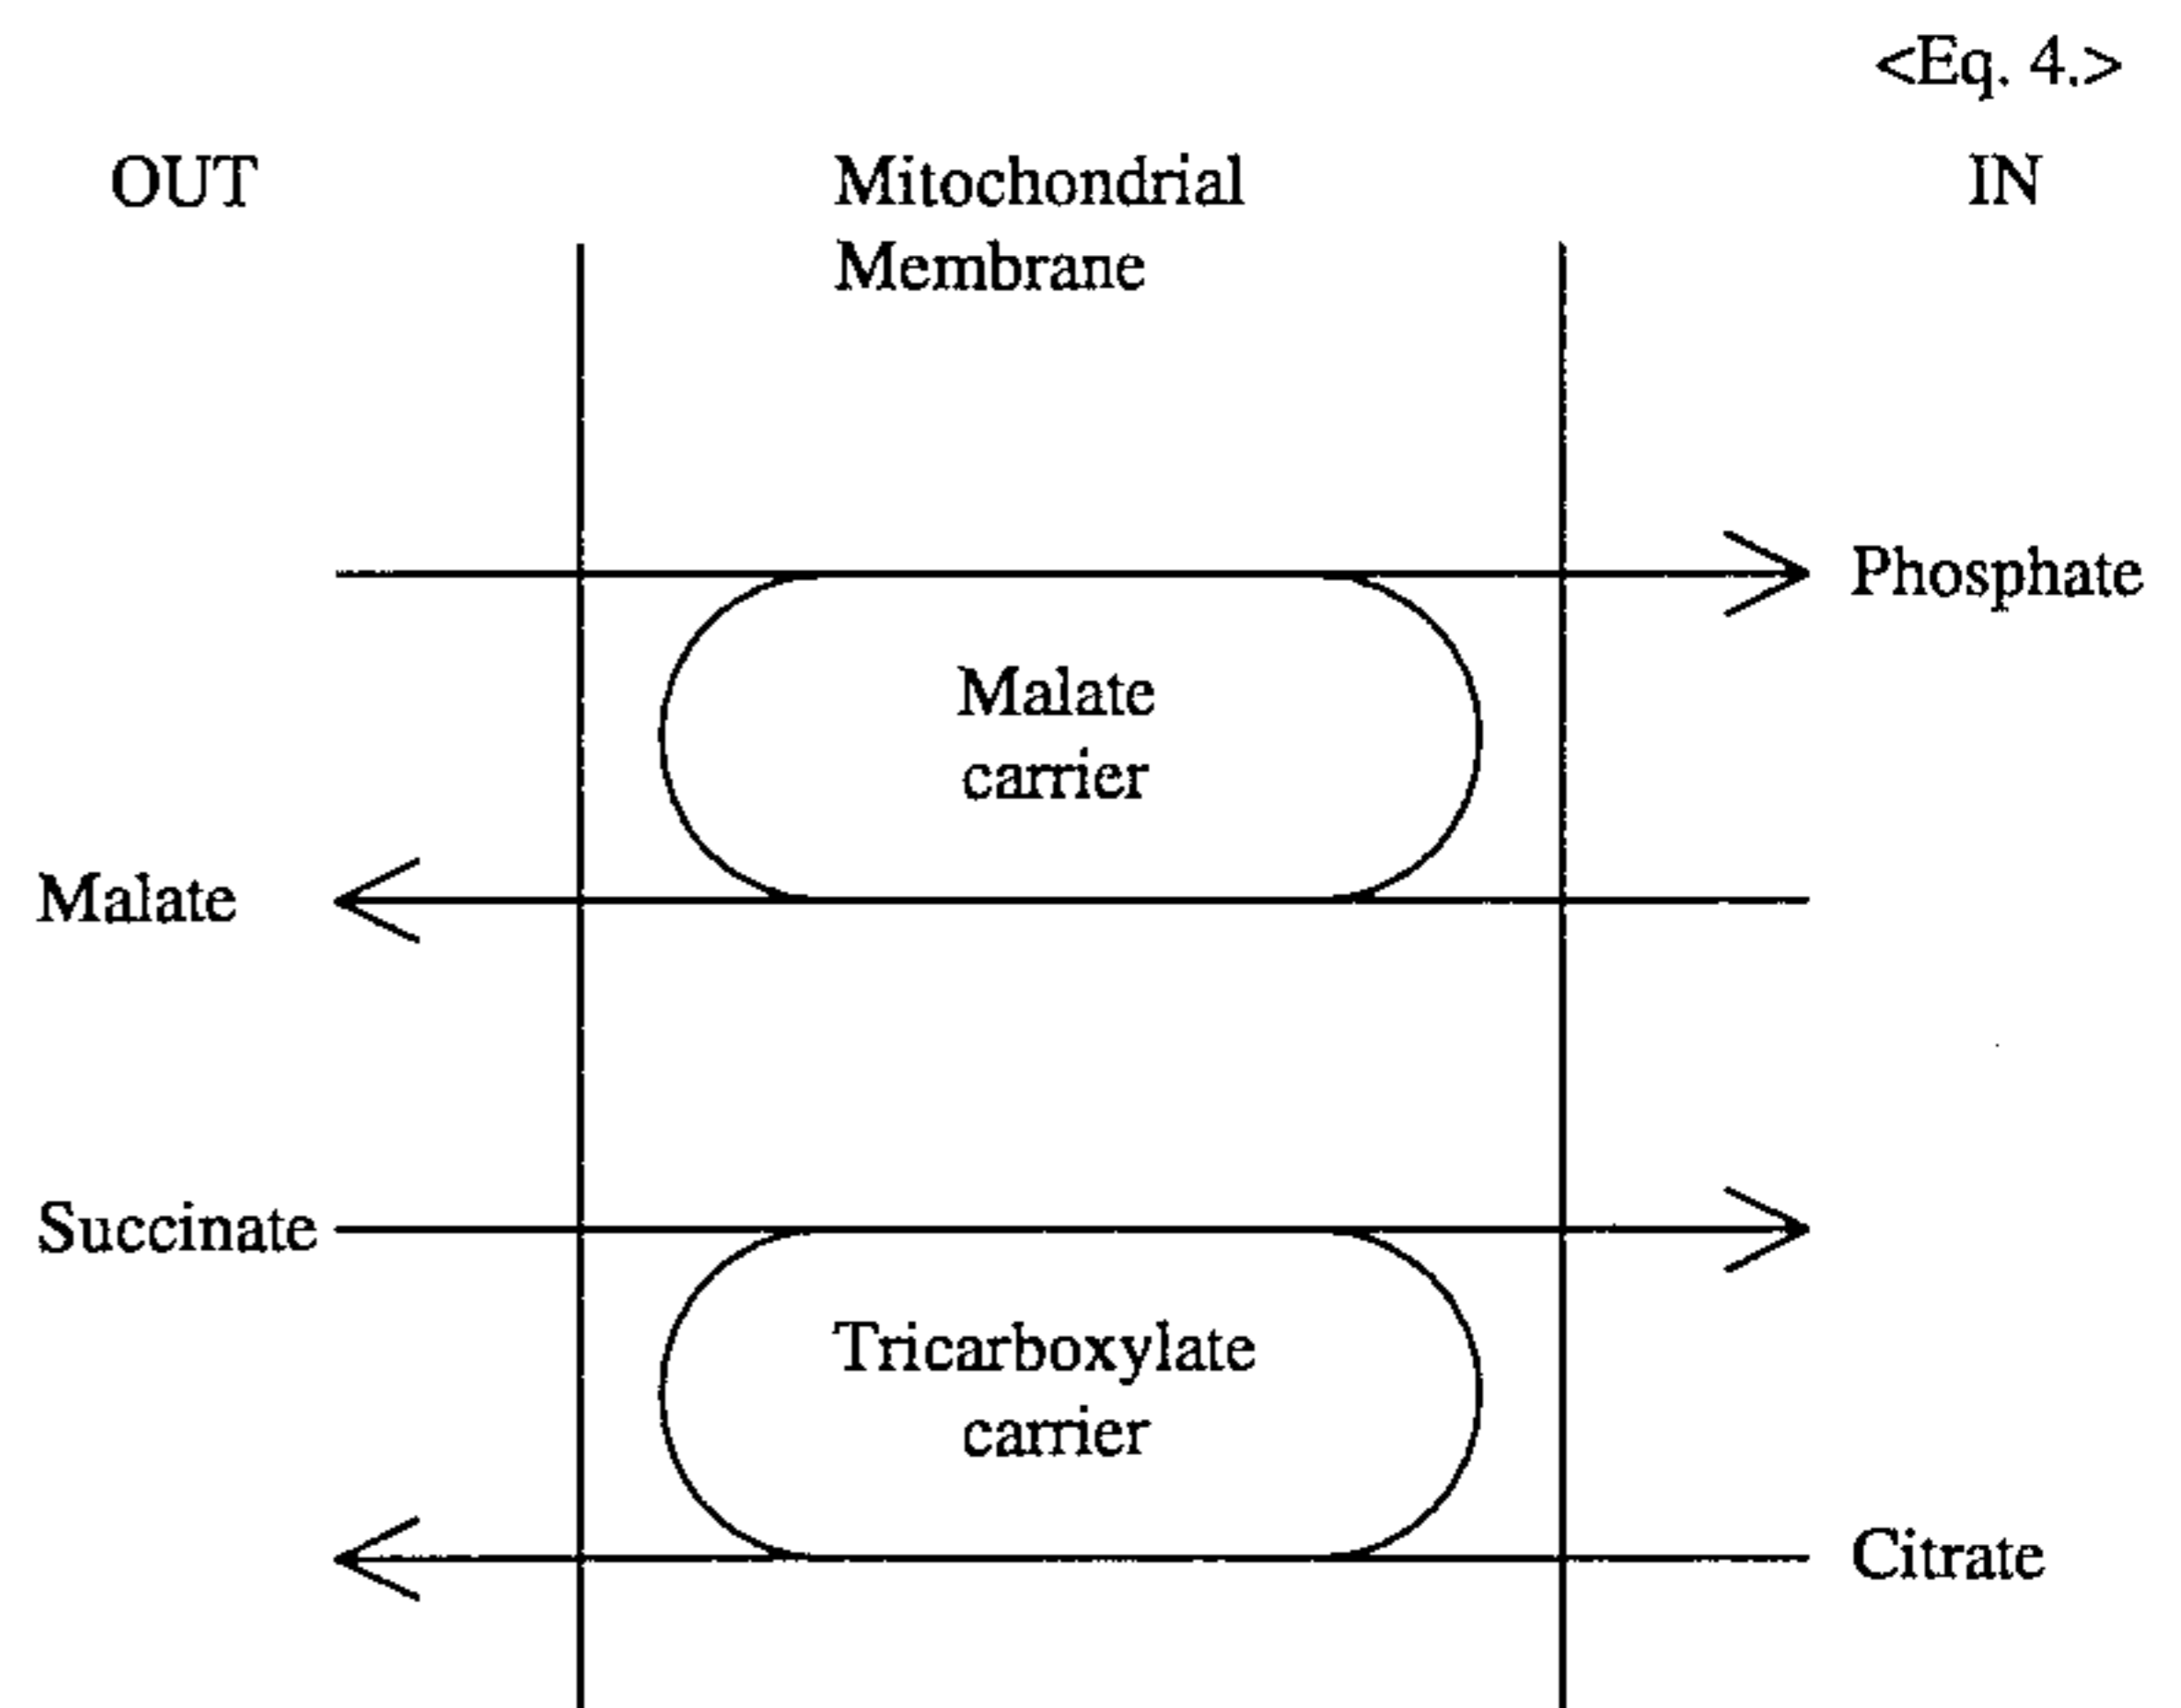 <Eq. 4.>
OUT
Mitochondrial
Membrane
IN
Phosphate
Malate
carrier
Malate
Succinate
Tricarboxylate
carrier
Citrate